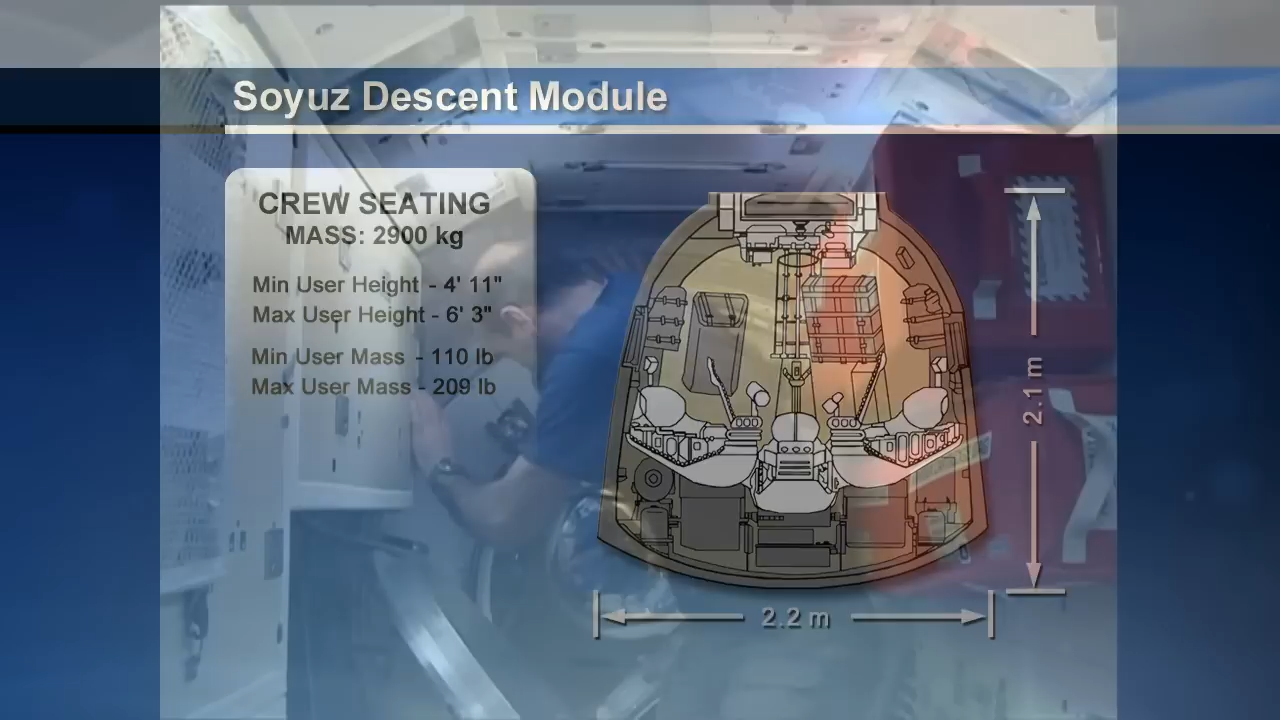 Soyuz Descent Module
CREW SEATING
MASS: 2900 kg
Min User Height - 4' 11"
Max User Height - 6' 3"
Min User Mass - 110 lb
Max User Mass - 209 lb
2.1 m
2.2 m